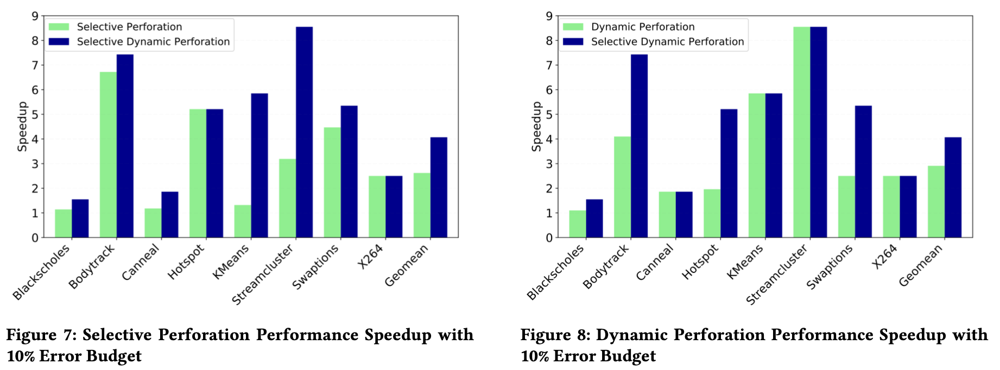 9
8
7
6
5
4
3
2
1
0
Speedup
Selective Perforation
Selective Dynamic Perforation
Blackscholes
Bodytrack
Canneal
Hotspot
KMeans
Streamcluster
Swaptions
X264
Geomean
Figure 7: Selective Perforation Performance Speedup with
10% Error Budget
9
8
7
6
5
4
3
2
1
0
Speedup
Dynamic Perforation
Selective Dynamic Perforation
Blackscholes
Bodytrack
Canneal
Hotspot
KMeans
Streamcluster
Swaptions
X264
Geomean
Figure 8: Dynamic Perforation Performance Speedup with
10% Error Budget